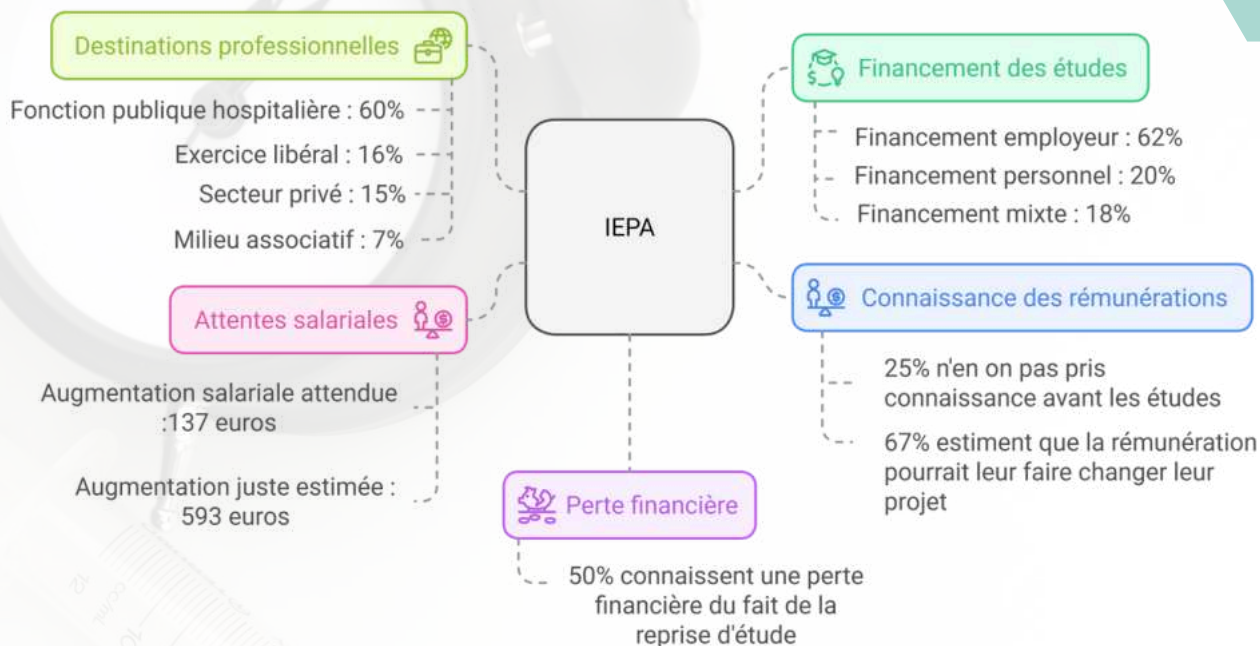 Destinations professionnelles
Fonction publique hospitalière : 60%
Exercice libéral : 16%
Secteur privé : 15%
Milieu associatif : 7%
Attentes salariales
Augmentation salariale attendue
:137 euros
Augmentation juste estimée :
593 euros
IEPA
Perte financière
50% connaissent une perte
financière du fait de la
reprise d'étude
Financement des études
Financement employeur : 62%
Financement personnel : 20%
Financement mixte : 18%
Connaissance des rémunérations
25% n'en on pas pris
connaissance avant les études
67% estiment que la rémunération
pourrait leur faire changer leur
projet